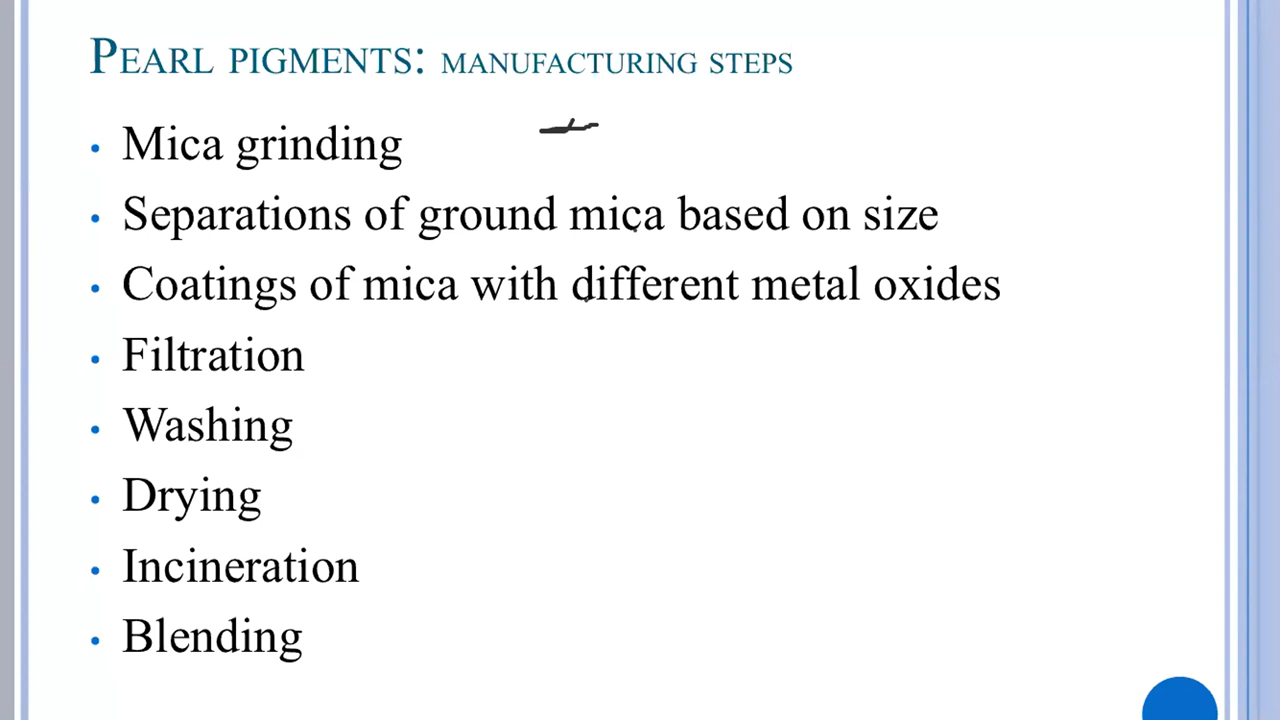 PEARL PIGMENTS: MANUFACTURING STEPS
• Mica grinding
• Separations of ground mica based on size
• Coatings of mica with different metal oxides
• Filtration
• Washing
• Drying
• Incineration
• Blending